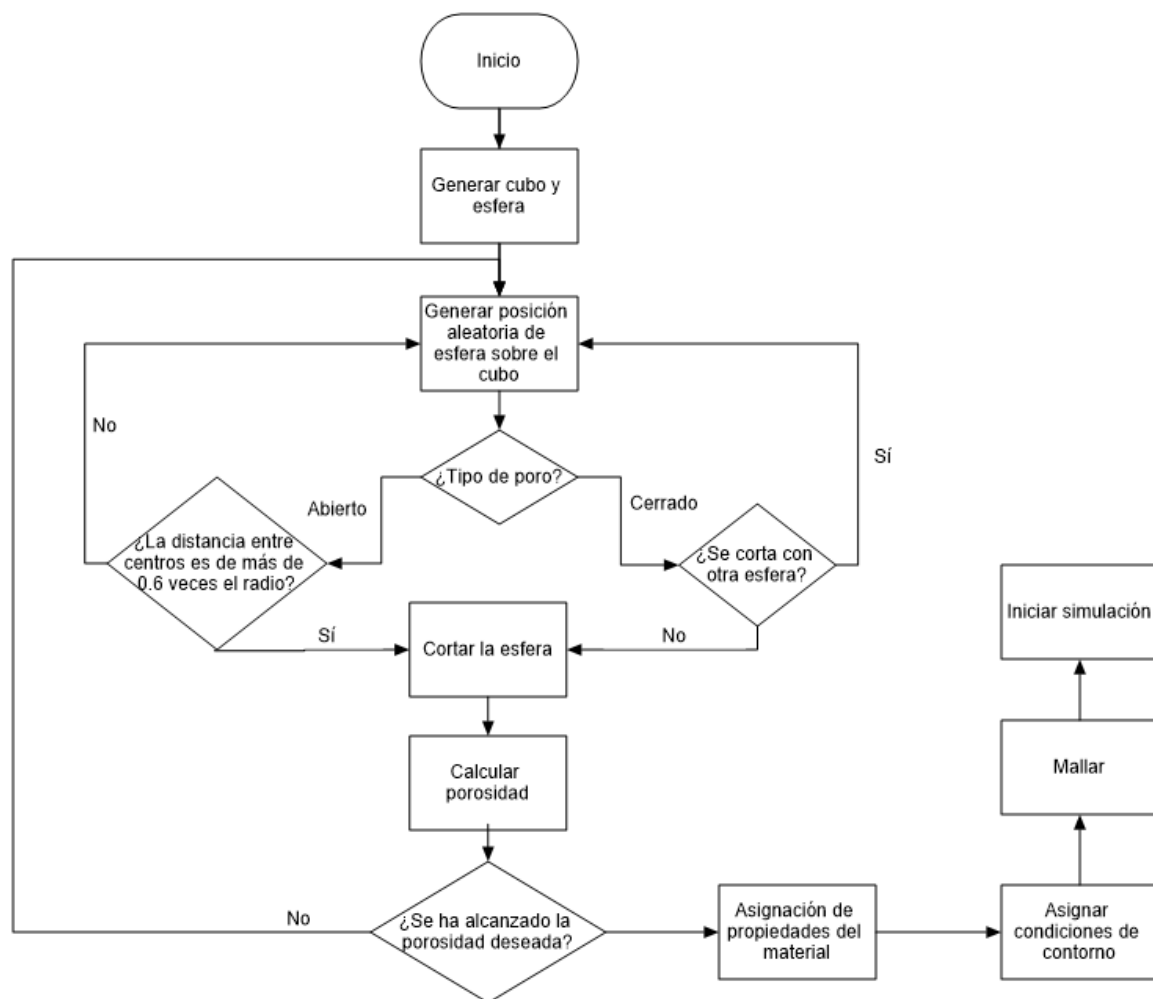 Inicio
Generar cubo y
esfera
Generar posición
aleatoria de
esfera sobre el
cubo
No
Sí
¿Tipo de poro?
Abierto
Cerrado
¿La distancia entre
centros es de más de
0.6 veces el radio?
¿Se corta con
otra esfera?
Iniciar simulación
Sí
Cortar la esfera
No
Calcular
porosidad
Mallar
No
¿Se ha alcanzado la
porosidad deseada?
Asignación de
propiedades del
material
Asignar
condiciones de
contorno